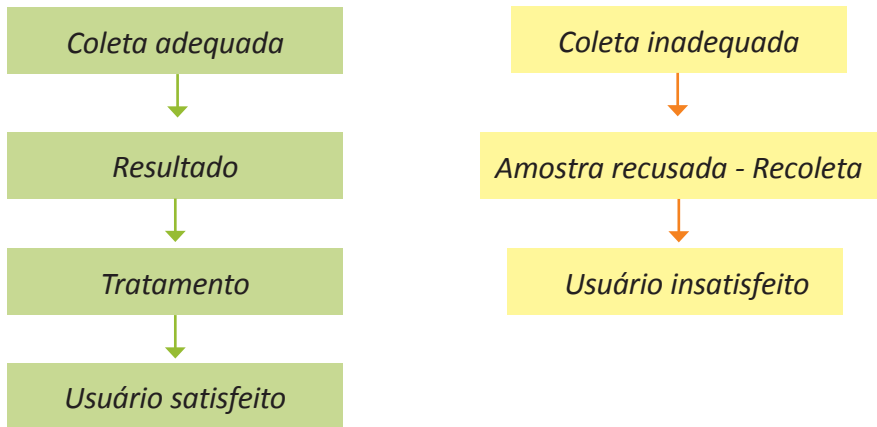 Coleta adequada
Resultado
Tratamento
Usuário satisfeito
Coleta inadequada
Amostra recusada - Recoleta
Usuário insatisfeito